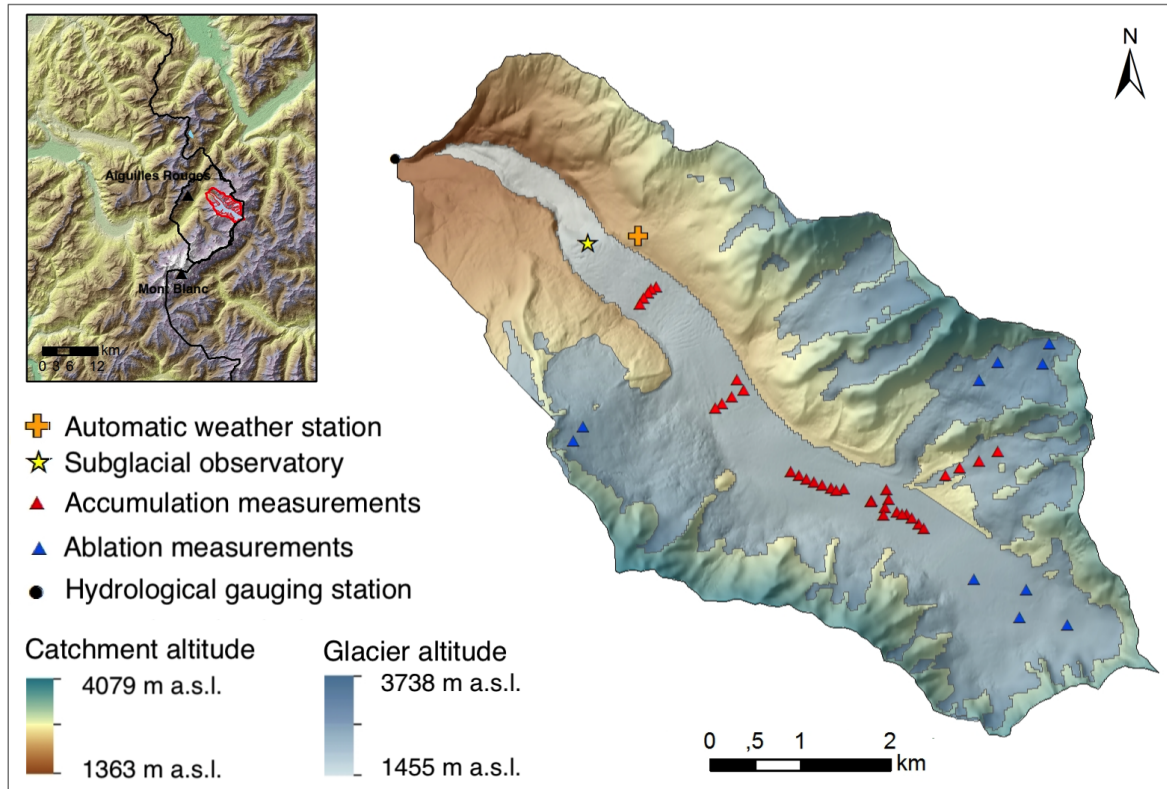 N
Aiguilles Rouges
Mont Blanc
km
0 3 6 12
Automatic weather station
Subglacial observatory
Accumulation measurements
Ablation measurements
Hydrological gauging station
Catchment altitude
4079 m a.s.l.
1363 m a.s.l.
Glacier altitude
3738 m a.s.l.
1455 m a.s.l.
0 ,5 1 2
km